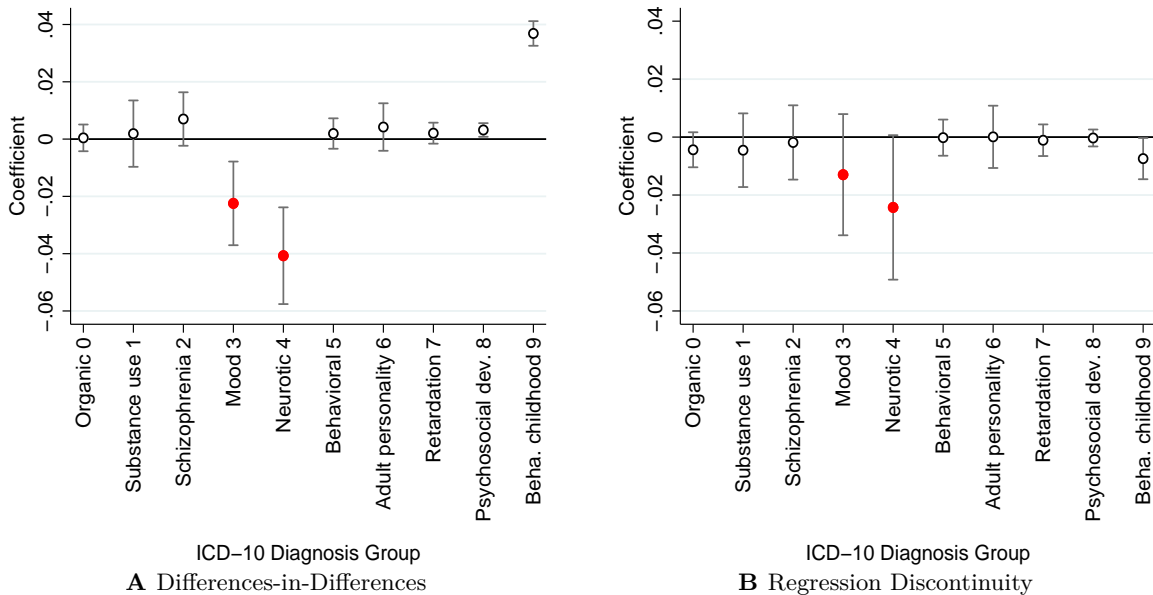 Coefficient
.04
.02
0
−.02
−.04
−.06
Organic 0
Substance use 1
Schizophrenia 2
Mood 3
Neurotic 4
Behavioral 5
Adult personality 6
Retardation 7
Psychosocial dev. 8
Beha. childhood 9
ICD−10 Diagnosis Group
A Differences-in-Differences
Coefficient
.04
.02
0
−.02
−.04
−.06
Organic 0
Substance use 1
Schizophrenia 2
Mood 3
Neurotic 4
Behavioral 5
Adult personality 6
Retardation 7
Psychosocial dev. 8
Beha. childhood 9
ICD−10 Diagnosis Group
B Regression Discontinuity